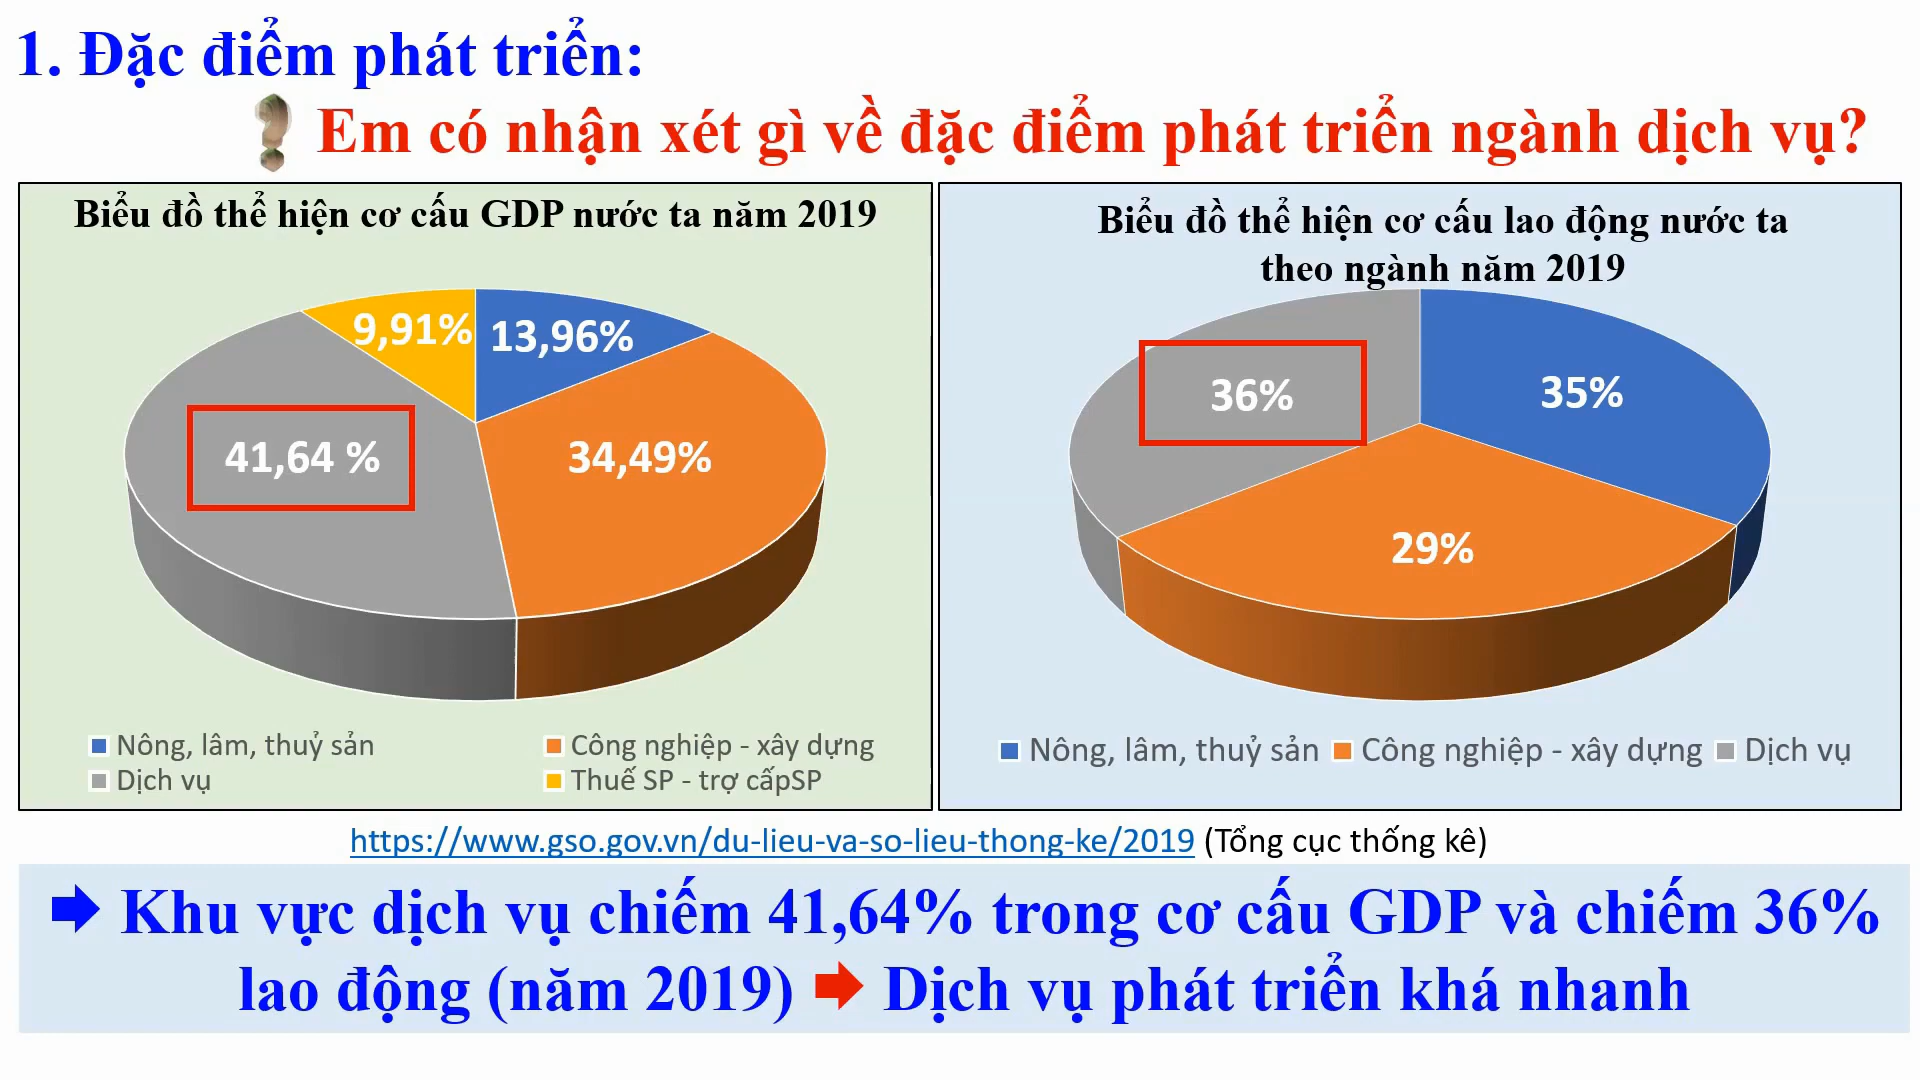 1. Đặc điểm phát triển:
Em có nhận xét gì về đặc điểm phát triển ngành dịch vụ?
Biểu đồ thể hiện cơ cấu GDP nước ta năm 2019
9,91%
13,96%
41,64 %
34,49%
Nông, lâm, thuỷ sản
Công nghiệp - xây dựng
Dịch vụ
Thuế SP - trợ cấpSP
Biểu đồ thể hiện cơ cấu lao động nước ta
theo ngành năm 2019
36%
35%
29%
Nông, lâm, thuỷ sản
Công nghiệp - xây dựng
Dịch vụ
https://www.gso.gov.vn/du-lieu-va-so-lieu-thong-ke/2019 (Tổng cục thống kê)
Khu vực dịch vụ chiếm 41,64% trong cơ cấu GDP và chiếm 36%
lao động (năm 2019) Dịch vụ phát triển khá nhanh